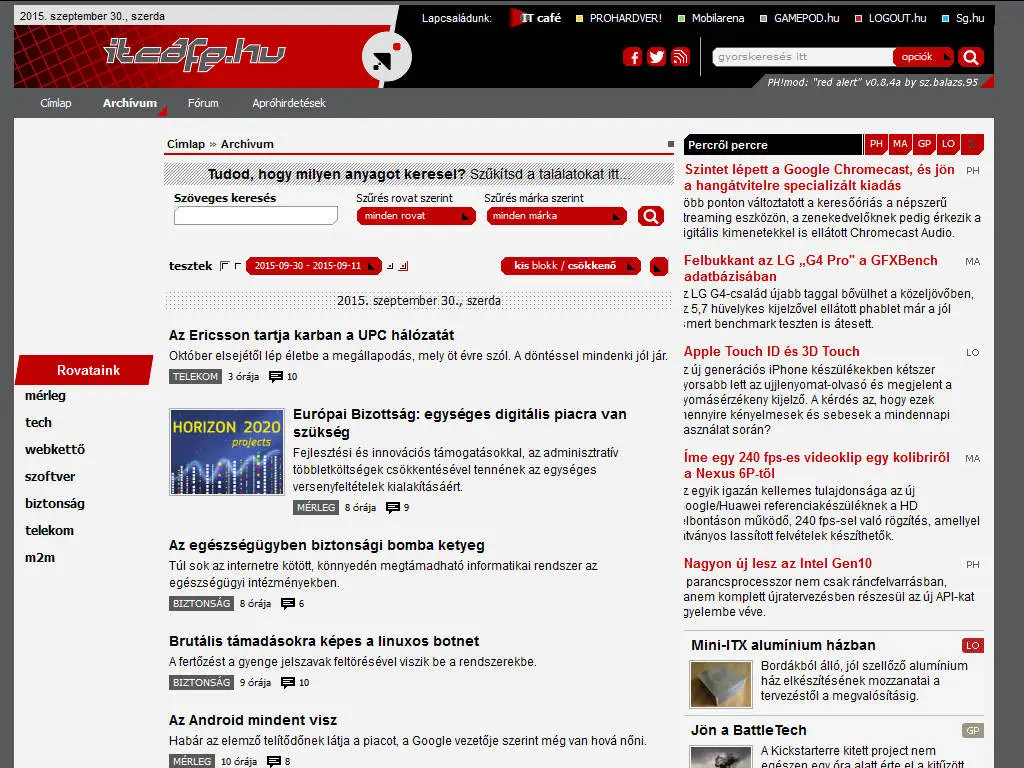 2015. szeptember 30., szerda
Lapcsaládunk: IT café PROHARDVER! Mobilarena GAMEPOD.hu LOGOUT.hu Sg.hu
itcafe.hu
gyorskeresés itt opciók
PH!mod: "red alert" v0.8.4a by sz.balazs.95
Címlap Archívum Fórum Apróhirdetések
Rovataink
mérleg
tech
webkettő
szoftver
biztonság
telekom
m2m
Címlap » Archívum
Tudod, hogy milyen anyagot keresel? Szűkítsd a találatokat itt...
Szöveges keresés Szűrés rovat szerint Szűrés márka szerint
minden rovat minden márka
tesztek 2015-09-30 - 2015-09-11 kis blokk / csökkenő
2015. szeptember 30., szerda
Az Ericsson tartja karban a UPC hálózatát
Október elsejétől lép életbe a megállapodás, mely öt évre szól. A döntéssel mindenki jól jár.
TELEKOM 3 órája 10
HORIZON 2020
projects
Európai Bizottság: egységes digitális piacra van
szükség
Fejlesztési és innovációs támogatásokkal, az adminisztratív
többletköltségek csökkentésével tennének az egységes
versenyfeltételek kialakításáért.
MÉRLEG 8 órája 9
Az egészségügyben biztonsági bomba ketyeg
Túl sok az internetre kötött, könnyedén megtámadható informatikai rendszer az
egészségügyi intézményekben.
BIZTONSÁG 8 órája 6
Brutális támadásokra képes a linuxos botnet
A fertőzést a gyenge jelszavak feltörésével viszik be a rendszerekbe.
BIZTONSÁG 9 órája 10
Az Android mindent visz
Habár az elemző telítődőnek látja a piacot, a Google vezetője szerint még van hová nőni.
MÉRLEG 10 órája 8
Percről percre PH MA GP LO
Szintet lépett a Google Chromecast, és jön PH
a hangátvitelre specializált kiadás
öbb ponton változtatott a keresőóriás a népszerű
treaming eszközön, a zenekedvelőknek pedig érkezik a
igitális kimenetekkel is ellátott Chromecast Audio.
Felbukkant az LG „G4 Pro" a GFXBench MA
adatbázisában
z LG G4-család újabb taggal bővülhet a közeljövőben,
z 5,7 hüvelykes kijelzővel ellátott phablet már a jól
smert benchmark teszten is átesett.
Apple Touch ID és 3D Touch LO
z új generációs iPhone készülékekben kétszer
yorsabb lett az ujjlenyomat-olvasó és megjelent a
yomásérzékeny kijelző. A kérdés az, hogy ezek
nennyire kényelmesek és sebesek a mindennapi
asználat során?
Íme egy 240 fps-es videoklip egy kolibriről MA
a Nexus 6P-től
z egyik igazán kellemes tulajdonsága az új
oogle/Huawei referenciakészüléknek a HD
elbontáson működő, 240 fps-sel való rögzítés, amellyel
átványos lassított felvételek készíthetők.
Nagyon új lesz az Intel Gen10 PH
parancsprocesszor nem csak ráncfelvarrásban,
anem komplett újratervezésben részesül az új API-kat
gyelembe véve.
Mini-ITX alumínium házban LO
Bordákból álló, jól szellőző alumínium
ház elkészítésének mozzanatai a
tervezéstől a megvalósításig.
Jön a BattleTech GP
A Kickstarterre kitett project nem
egészen egy óra alatt érte el a kitűzött